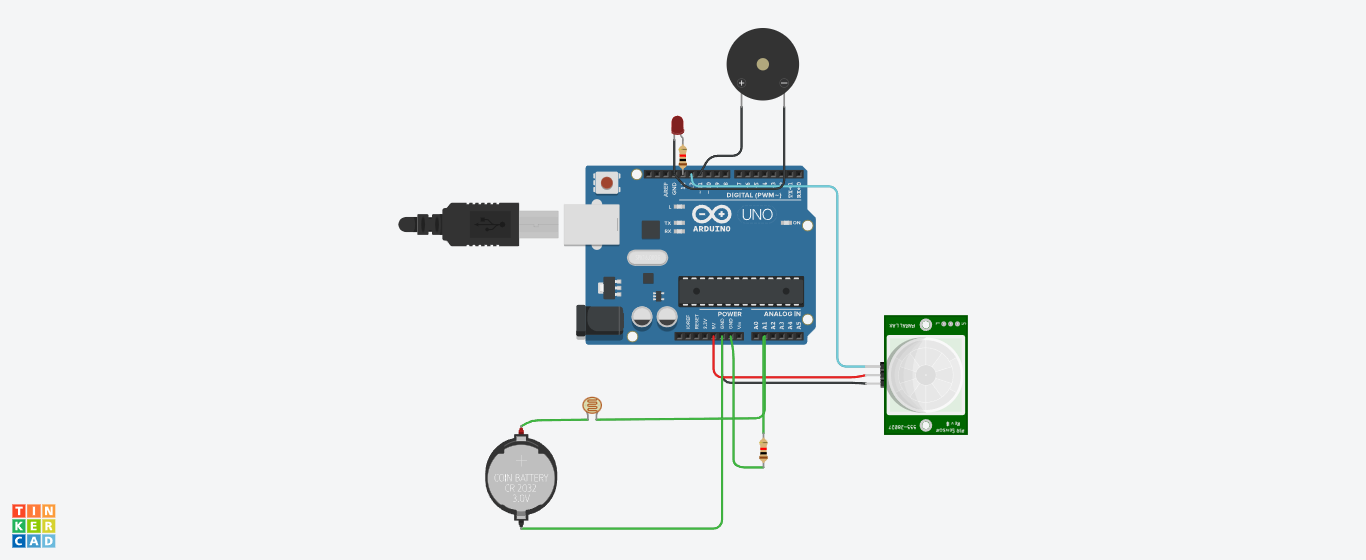 +
−
AREF
GND
7
DIGITAL (PWM~)
L
TX
RX
UNO
ON
ARDUINO
POWER
ANALOG IN
IOREF
RESET
3.3V
5V
GND
GND
Vin
A0
A1
A2
A3
A4
A5
PARALLAX
PIR Sensor
Rev B
555-28027
+
COIN BATTERY
CR 2032
3.0V
TIN
KER
CAD